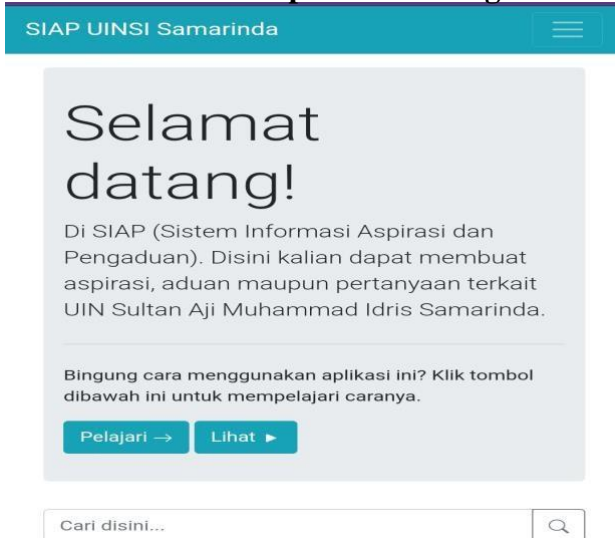 SIAP UINSI Samarinda
Selamat
datang!
Di SIAP (Sistem Informasi Aspirasi dan
Pengaduan). Disini kalian dapat membuat
aspirasi, aduan maupun pertanyaan terkait
UIN Sultan Aji Muhammad Idris Samarinda.
Bingung cara menggunakan aplikasi ini? Klik tombol
dibawah ini untuk mempelajari caranya.
Pelajari → Lihat ►
Cari disini...